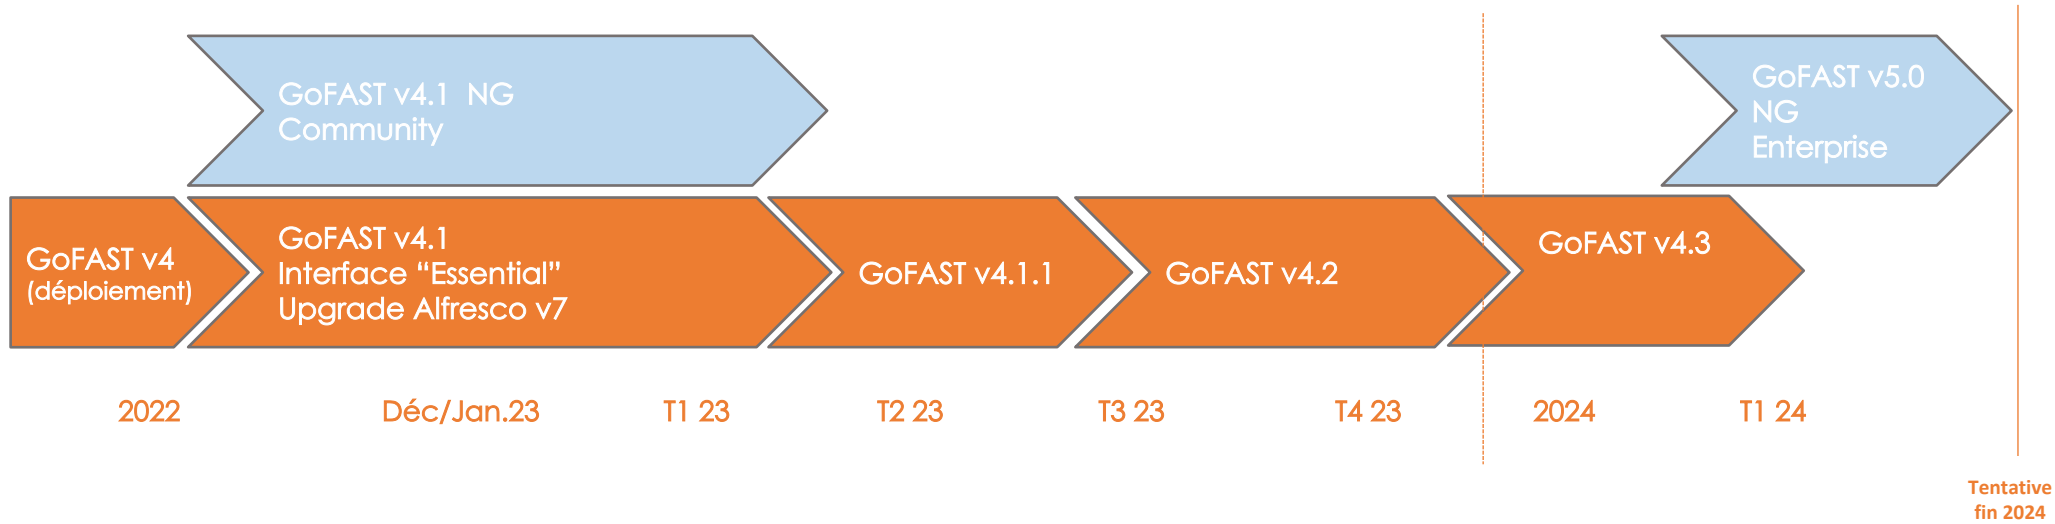 GoFAST v4.1 NG
Community
GoFAST v5.0
NG
Enterprise
GoFAST v4
(déploiement)
GoFAST v4.1
Interface “Essential”
Upgrade Alfresco v7
GoFAST v4.1.1
GoFAST v4.2
GoFAST v4.3
2022
Déc/Jan.23
T1 23
T2 23
T3 23
T4 23
2024
T1 24
Tentative
fin 2024